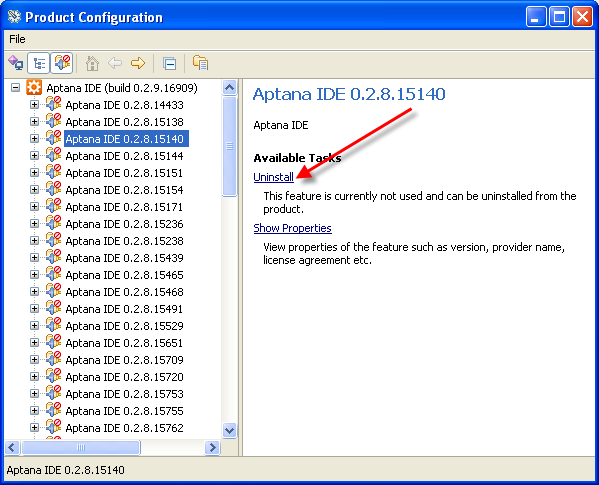 Product Configuration
File
Aptana IDE (build 0.2.9.16909)
Aptana IDE 0.2.8.14433
Aptana IDE 0.2.8.15138
Aptana IDE 0.2.8.15140
Aptana IDE 0.2.8.15144
Aptana IDE 0.2.8.15151
Aptana IDE 0.2.8.15154
Aptana IDE 0.2.8.15171
Aptana IDE 0.2.8.15236
Aptana IDE 0.2.8.15238
Aptana IDE 0.2.8.15439
Aptana IDE 0.2.8.15465
Aptana IDE 0.2.8.15468
Aptana IDE 0.2.8.15491
Aptana IDE 0.2.8.15529
Aptana IDE 0.2.8.15651
Aptana IDE 0.2.8.15709
Aptana IDE 0.2.8.15720
Aptana IDE 0.2.8.15753
Aptana IDE 0.2.8.15755
Aptana IDE 0.2.8.15762
Aptana IDE 0.2.8.15140
Aptana IDE
Available Tasks
Uninstall
This feature is currently not used and can be uninstalled from the
product.
Show Properties
View properties of the feature such as version, provider name,
license agreement etc.
Aptana IDE 0.2.8.15140